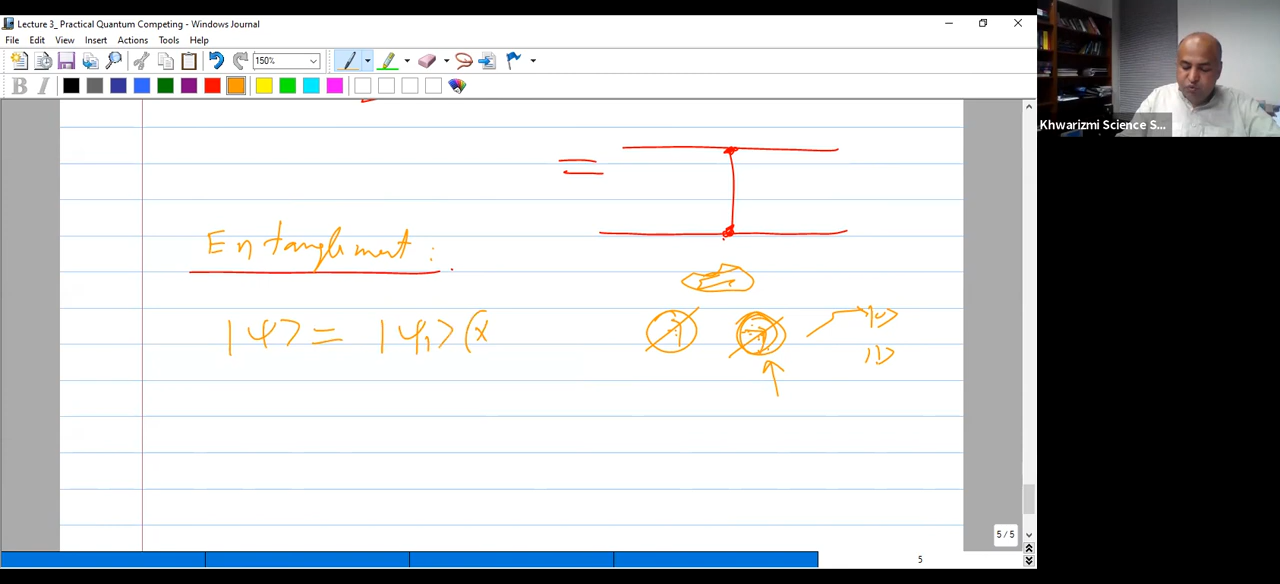 Lecture 3_ Practical Quantum Competing - Windows Journal
File Edit View Insert Actions Tools Help
150%
B I
Khwarizmi Science S...
=
Entanglement:
|ψ> = |ψ₁> (x
|0>
|1>
5 / 5
5